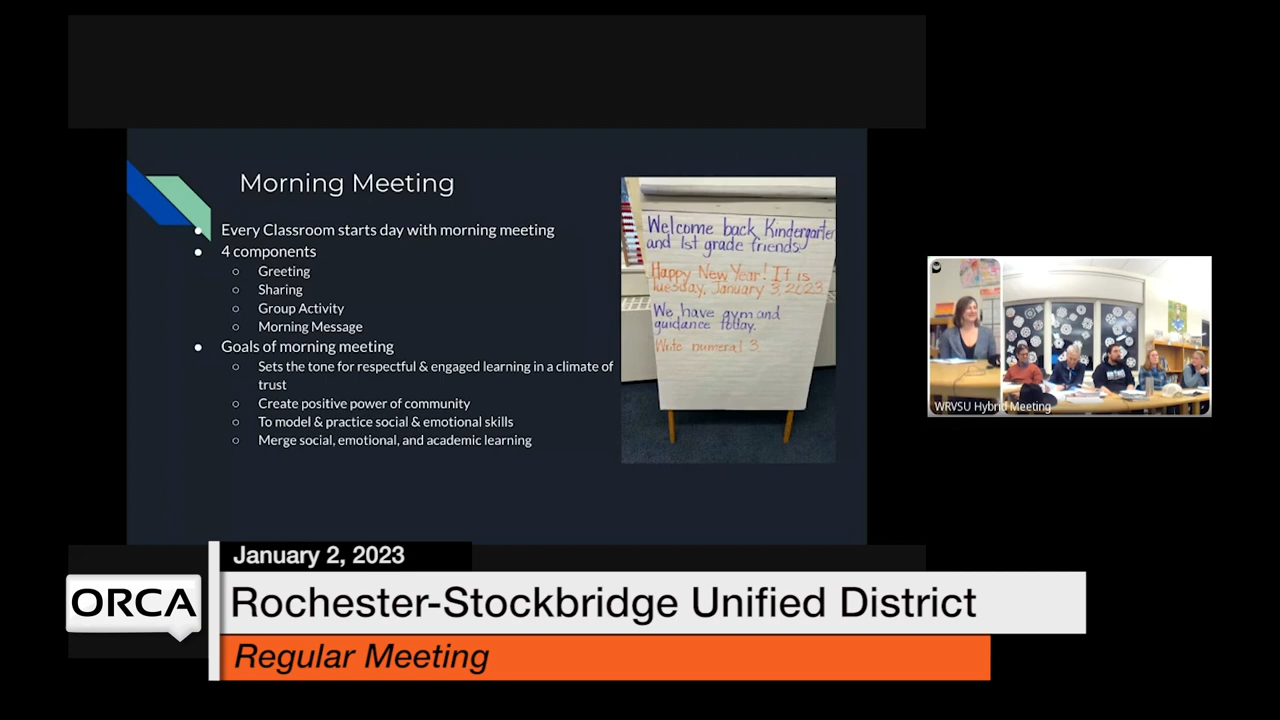 Morning Meeting
● Every Classroom starts day with morning meeting
● 4 components
○ Greeting
○ Sharing
○ Group Activity
○ Morning Message
● Goals of morning meeting
○ Sets the tone for respectful & engaged learning in a climate of
trust
○ Create positive power of community
○ To model & practice social & emotional skills
○ Merge social, emotional, and academic learning
Welcome back Kindergarte
and 1st grade friends.
Happy New Year! It is
Tuesday, January 3, 2023.
We have gym and
guidance today.
Write numeral 3
WRVSU Hybrid Meeting
January 2, 2023
ORCA
Rochester-Stockbridge Unified District
Regular Meeting